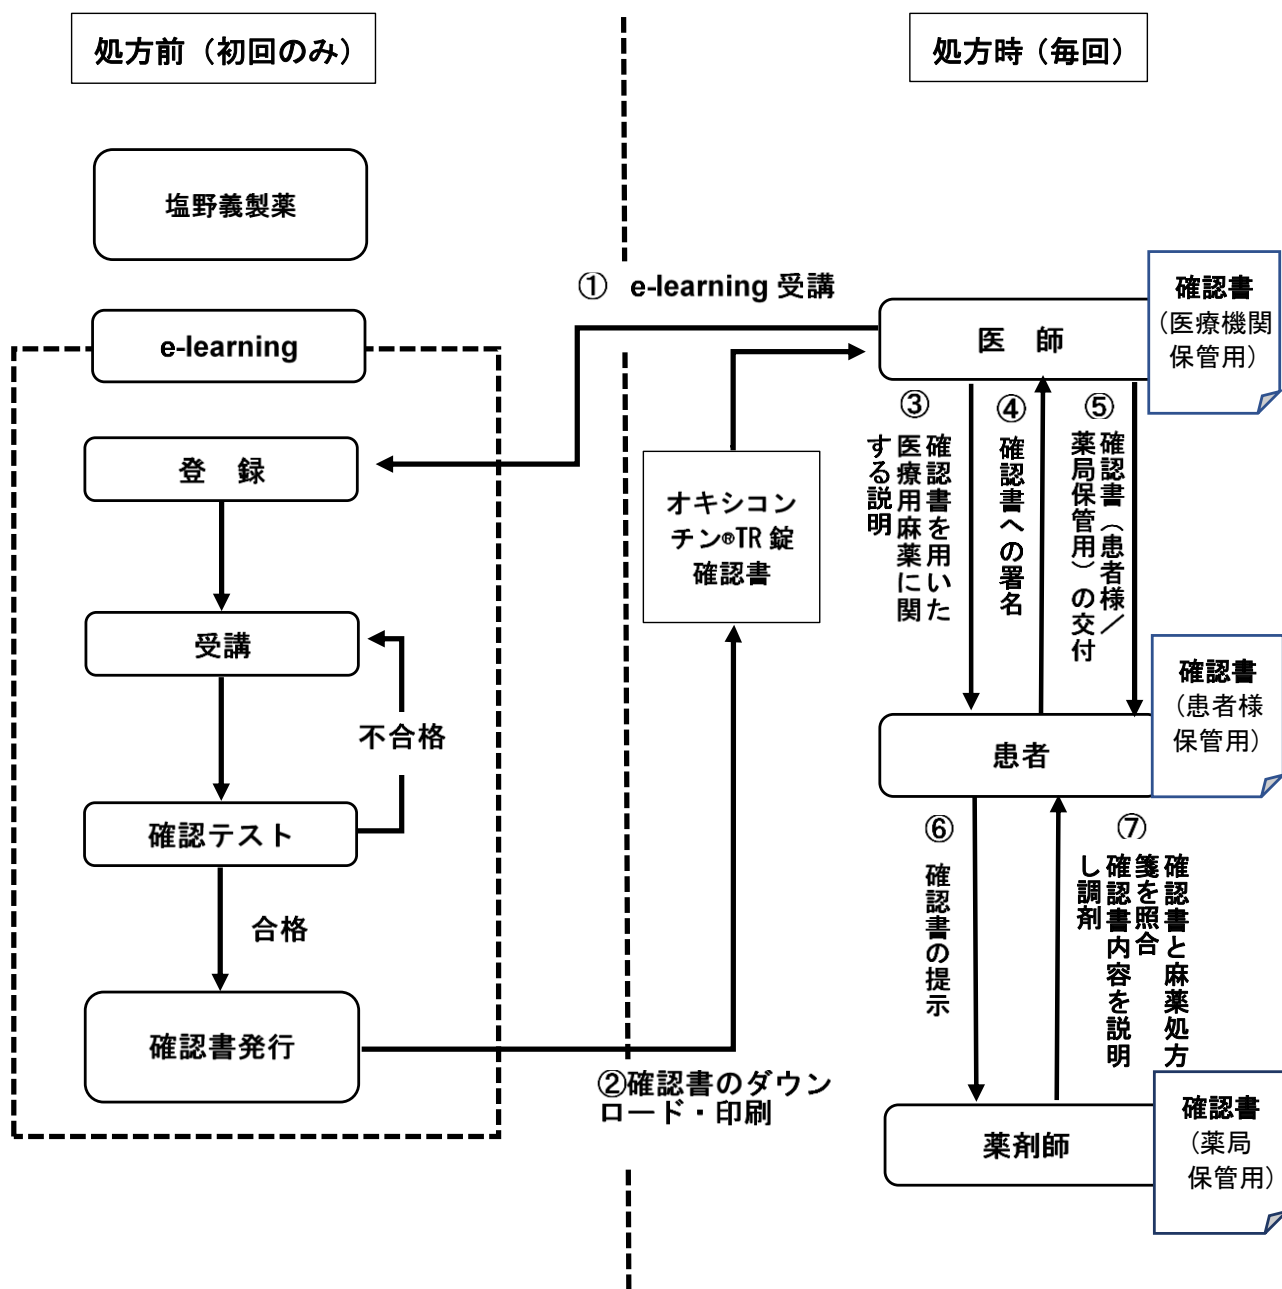 処方前（初回のみ）
処方時（毎回）
塩野義製薬
e-learning
登　録
受講
不合格
確認テスト
合格
確認書発行
① e-learning 受講
オキシコン
チン®TR 錠
確認書
②確認書のダウン
ロード・印刷
医　師
確認書
（医療機関
保管用）
③
確認書を用いた
医療用麻薬に関
する説明
④
確認書への署名
⑤
確認書（患者様／
薬局保管用）の交付
患者
確認書
（患者様
保管用）
⑥
確認書の提示
⑦
確認書と麻薬処方
箋を照合
確認書内容を説明
し調剤
薬剤師
確認書
（薬局
保管用）